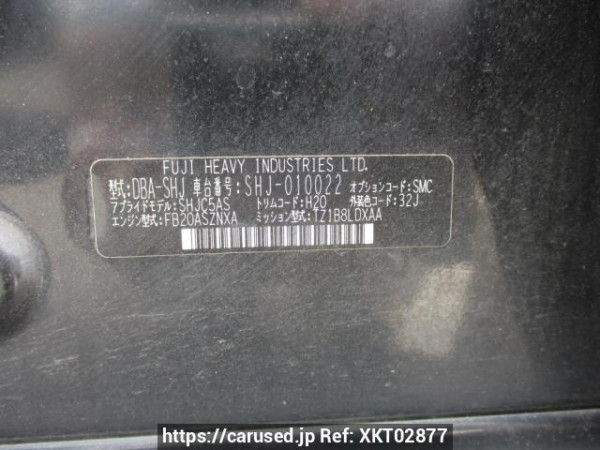 FUJI HEAVY INDUSTRIES LTD.
型式:DBA-SHJ 車台番号:SHJ-010022 オプションコード:SMC
アプライドモデル:SHJC5AS トリムコード:H20 外装色コード:32J
エンジン型式:FB20ASZNXA ミッション型式:TZ1B8LDXAA
https://carused.jp Ref: XKT02877